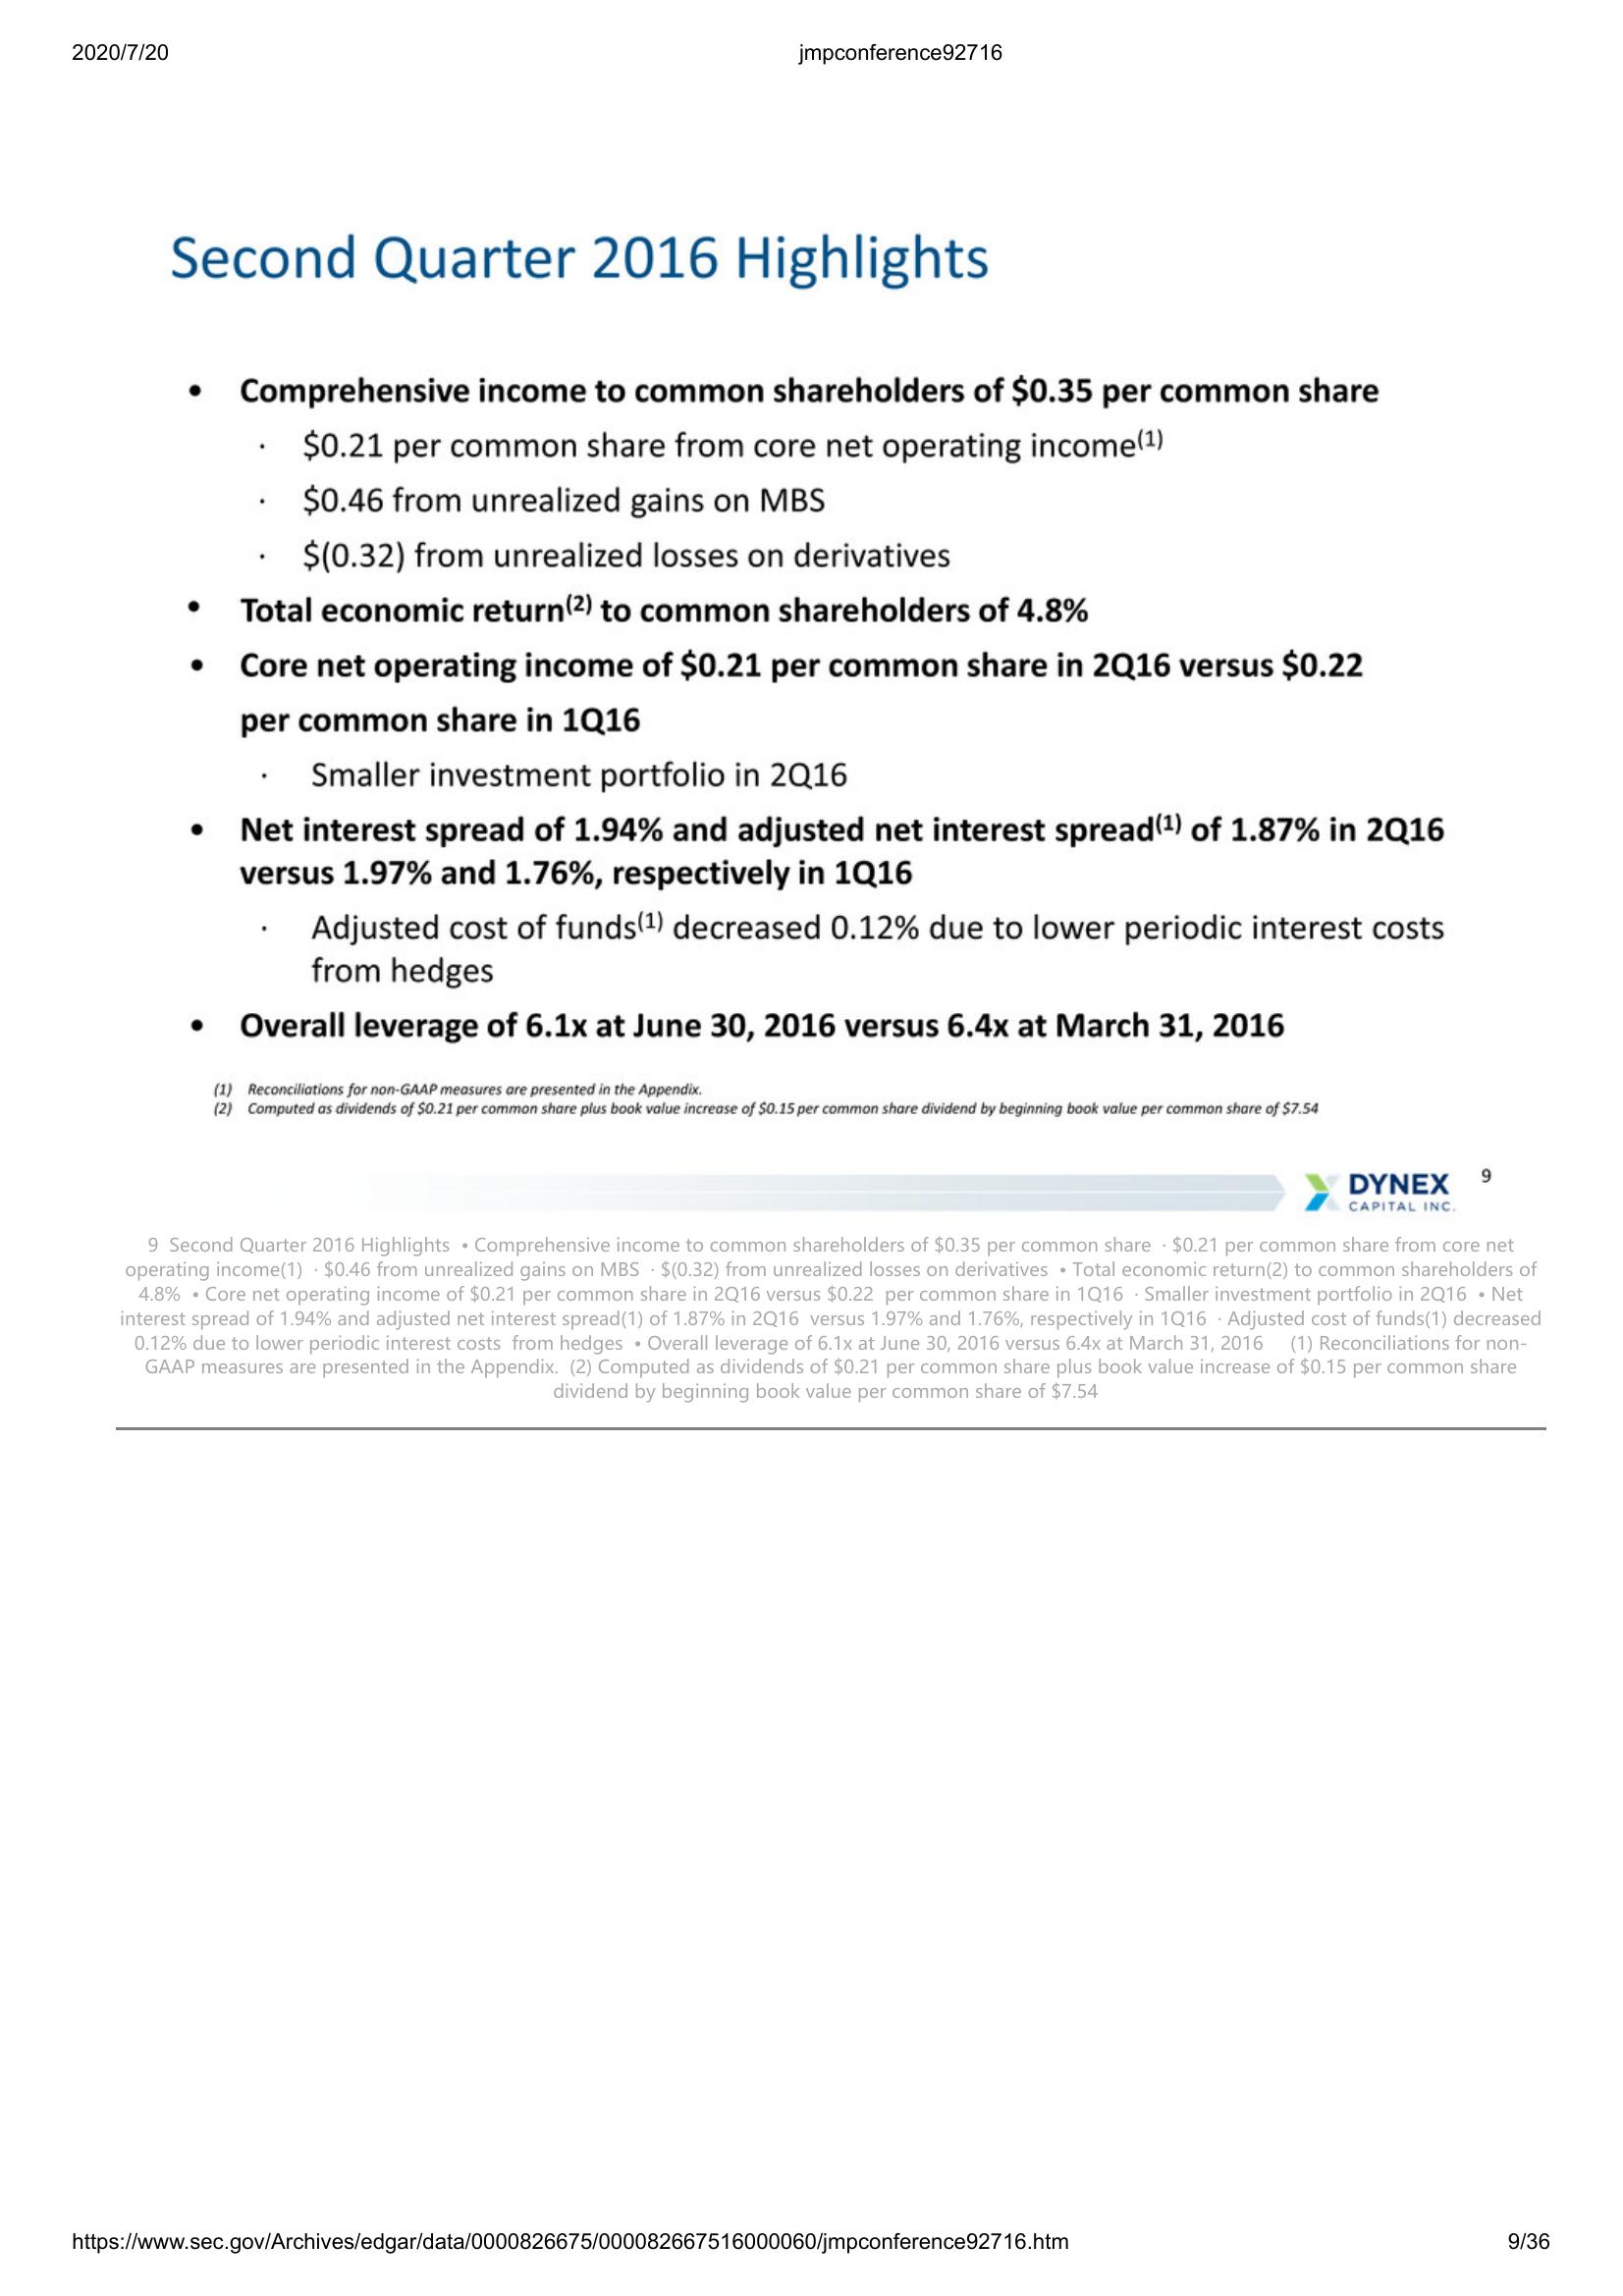 2020/7/20 jmpconference92716
Second Quarter 2016 Highlights
• Comprehensive income to common shareholders of $0.35 per common share
· $0.21 per common share from core net operating income(1)
· $0.46 from unrealized gains on MBS
· $(0.32) from unrealized losses on derivatives
• Total economic return(2) to common shareholders of 4.8%
• Core net operating income of $0.21 per common share in 2Q16 versus $0.22
per common share in 1Q16
· Smaller investment portfolio in 2Q16
• Net interest spread of 1.94% and adjusted net interest spread(1) of 1.87% in 2Q16
versus 1.97% and 1.76%, respectively in 1Q16
· Adjusted cost of funds(1) decreased 0.12% due to lower periodic interest costs
from hedges
• Overall leverage of 6.1x at June 30, 2016 versus 6.4x at March 31, 2016
(1) Reconciliations for non-GAAP measures are presented in the Appendix.
(2) Computed as dividends of $0.21 per common share plus book value increase of $0.15 per common share dividend by beginning book value per common share of $7.54
DYNEX
CAPITAL INC.
9
9 Second Quarter 2016 Highlights • Comprehensive income to common shareholders of $0.35 per common share · $0.21 per common share from core net
operating income(1) · $0.46 from unrealized gains on MBS · $(0.32) from unrealized losses on derivatives • Total economic return(2) to common shareholders of
4.8% • Core net operating income of $0.21 per common share in 2Q16 versus $0.22 per common share in 1Q16 · Smaller investment portfolio in 2Q16 • Net
interest spread of 1.94% and adjusted net interest spread(1) of 1.87% in 2Q16 versus 1.97% and 1.76%, respectively in 1Q16 · Adjusted cost of funds(1) decreased
0.12% due to lower periodic interest costs from hedges • Overall leverage of 6.1x at June 30, 2016 versus 6.4x at March 31, 2016 (1) Reconciliations for non-
GAAP measures are presented in the Appendix. (2) Computed as dividends of $0.21 per common share plus book value increase of $0.15 per common share
dividend by beginning book value per common share of $7.54
https://www.sec.gov/Archives/edgar/data/0000826675/000082667516000060/jmpconference92716.htm 9/36